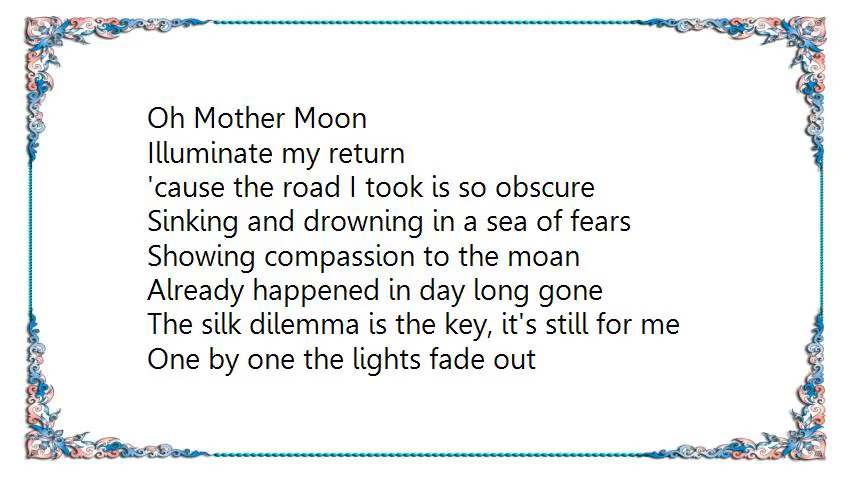 Oh Mother Moon
Illuminate my return
'cause the road I took is so obscure
Sinking and drowning in a sea of fears
Showing compassion to the moan
Already happened in day long gone
The silk dilemma is the key, it's still for me
One by one the lights fade out